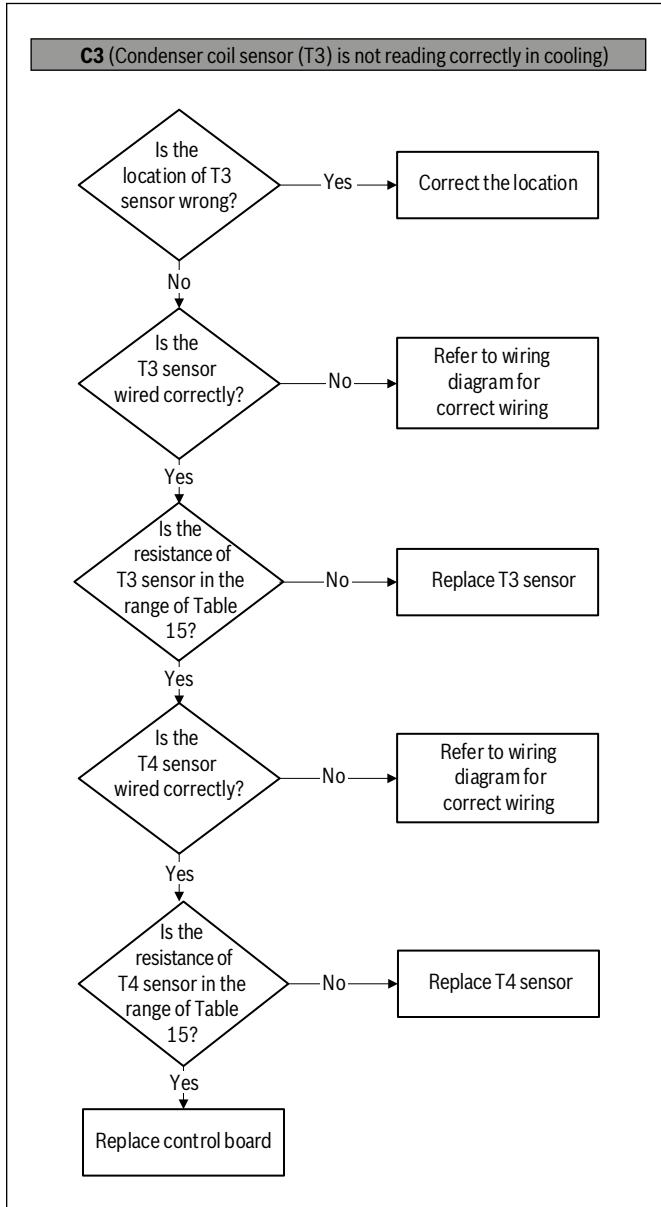 C3 (Condenser coil sensor (T3) is not reading correctly in cooling)
Is the
location of T3
sensor wrong?
Yes
Correct the location
No
Is the
T3 sensor
wired correctly?
No
Refer to wiring
diagram for
correct wiring
Yes
Is the
resistance of
T3 sensor in the
range of Table
15?
No
Replace T3 sensor
Yes
Is the
T4 sensor
wired correctly?
No
Refer to wiring
diagram for
correct wiring
Yes
Is the
resistance of
T4 sensor in the
range of Table
15?
No
Replace T4 sensor
Yes
Replace control board